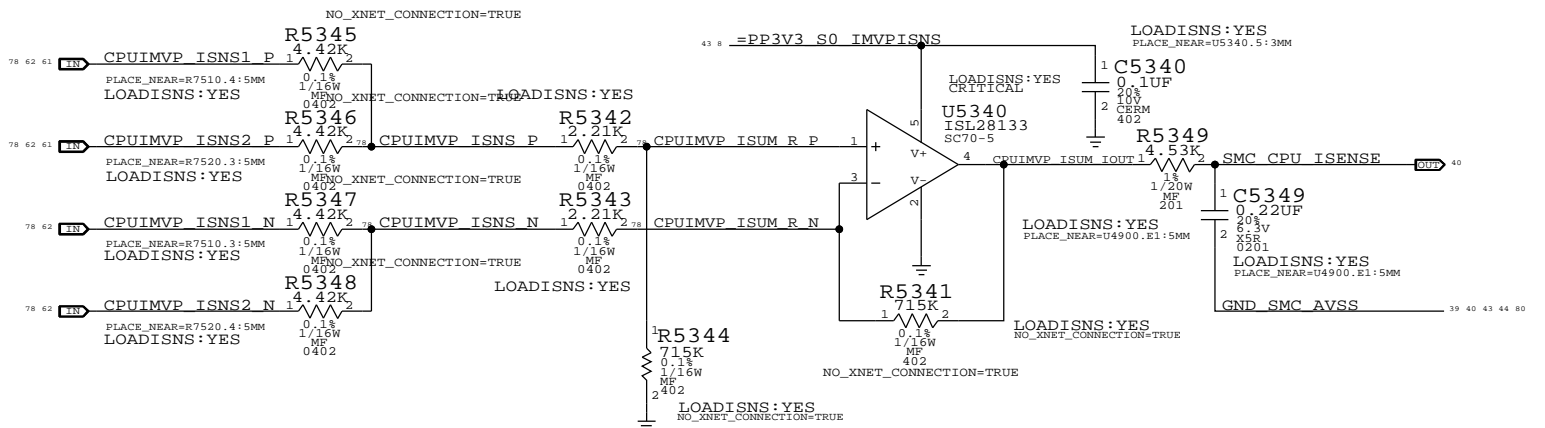 NO_XNET_CONNECTION=TRUE
R5345
4.42K
78 62 61
IN
CPUIMVP_ISNS1_P
1
2
PLACE_NEAR=R7510.4:5MM
LOADISNS:YES
0.1%
1/16W
MF
0402
NO_XNET_CONNECTION=TRUE
R5346
4.42K
78 62 61
IN
CPUIMVP_ISNS2_P
1
2
PLACE_NEAR=R7520.3:5MM
LOADISNS:YES
0.1%
1/16W
MF
0402
NO_XNET_CONNECTION=TRUE
R5347
4.42K
78 62
IN
CPUIMVP_ISNS1_N
1
2
PLACE_NEAR=R7510.3:5MM
LOADISNS:YES
0.1%
1/16W
MF
0402
NO_XNET_CONNECTION=TRUE
R5348
4.42K
78 62
IN
CPUIMVP_ISNS2_N
1
2
PLACE_NEAR=R7520.4:5MM
LOADISNS:YES
0.1%
1/16W
MF
0402
LOADISNS:YES
R5342
2.21K
78
CPUIMVP_ISNS_P
1
2
0.1%
1/16W
MF
0402
R5343
2.21K
78
CPUIMVP_ISNS_N
1
2
0.1%
1/16W
MF
0402
LOADISNS:YES
78
CPUIMVP_ISUM_R_P
1
78
CPUIMVP_ISUM_R_N
3
1
R5344
715K
0.1%
1/16W
MF
402
2
LOADISNS:YES
NO_XNET_CONNECTION=TRUE
43 8
=PP3V3_S0_IMVPISNS
LOADISNS:YES
CRITICAL
U5340
ISL28133
SC70-5
5
V+
+
−
V-
2
4
CPUIMVP_ISUM_IOUT
R5341
715K
1
2
0.1%
1/16W
MF
402
NO_XNET_CONNECTION=TRUE
LOADISNS:YES
NO_XNET_CONNECTION=TRUE
LOADISNS:YES
PLACE_NEAR=U5340.5:3MM
1
C5340
0.1UF
20%
10V
CERM
402
2
R5349
4.53K
1
2
1%
1/20W
MF
201
LOADISNS:YES
PLACE_NEAR=U4900.E1:5MM
SMC_CPU_ISENSE
OUT
40
1
C5349
0.22UF
20%
6.3V
X5R
0201
2
LOADISNS:YES
PLACE_NEAR=U4900.E1:5MM
GND_SMC_AVSS
39 40 43 44 80